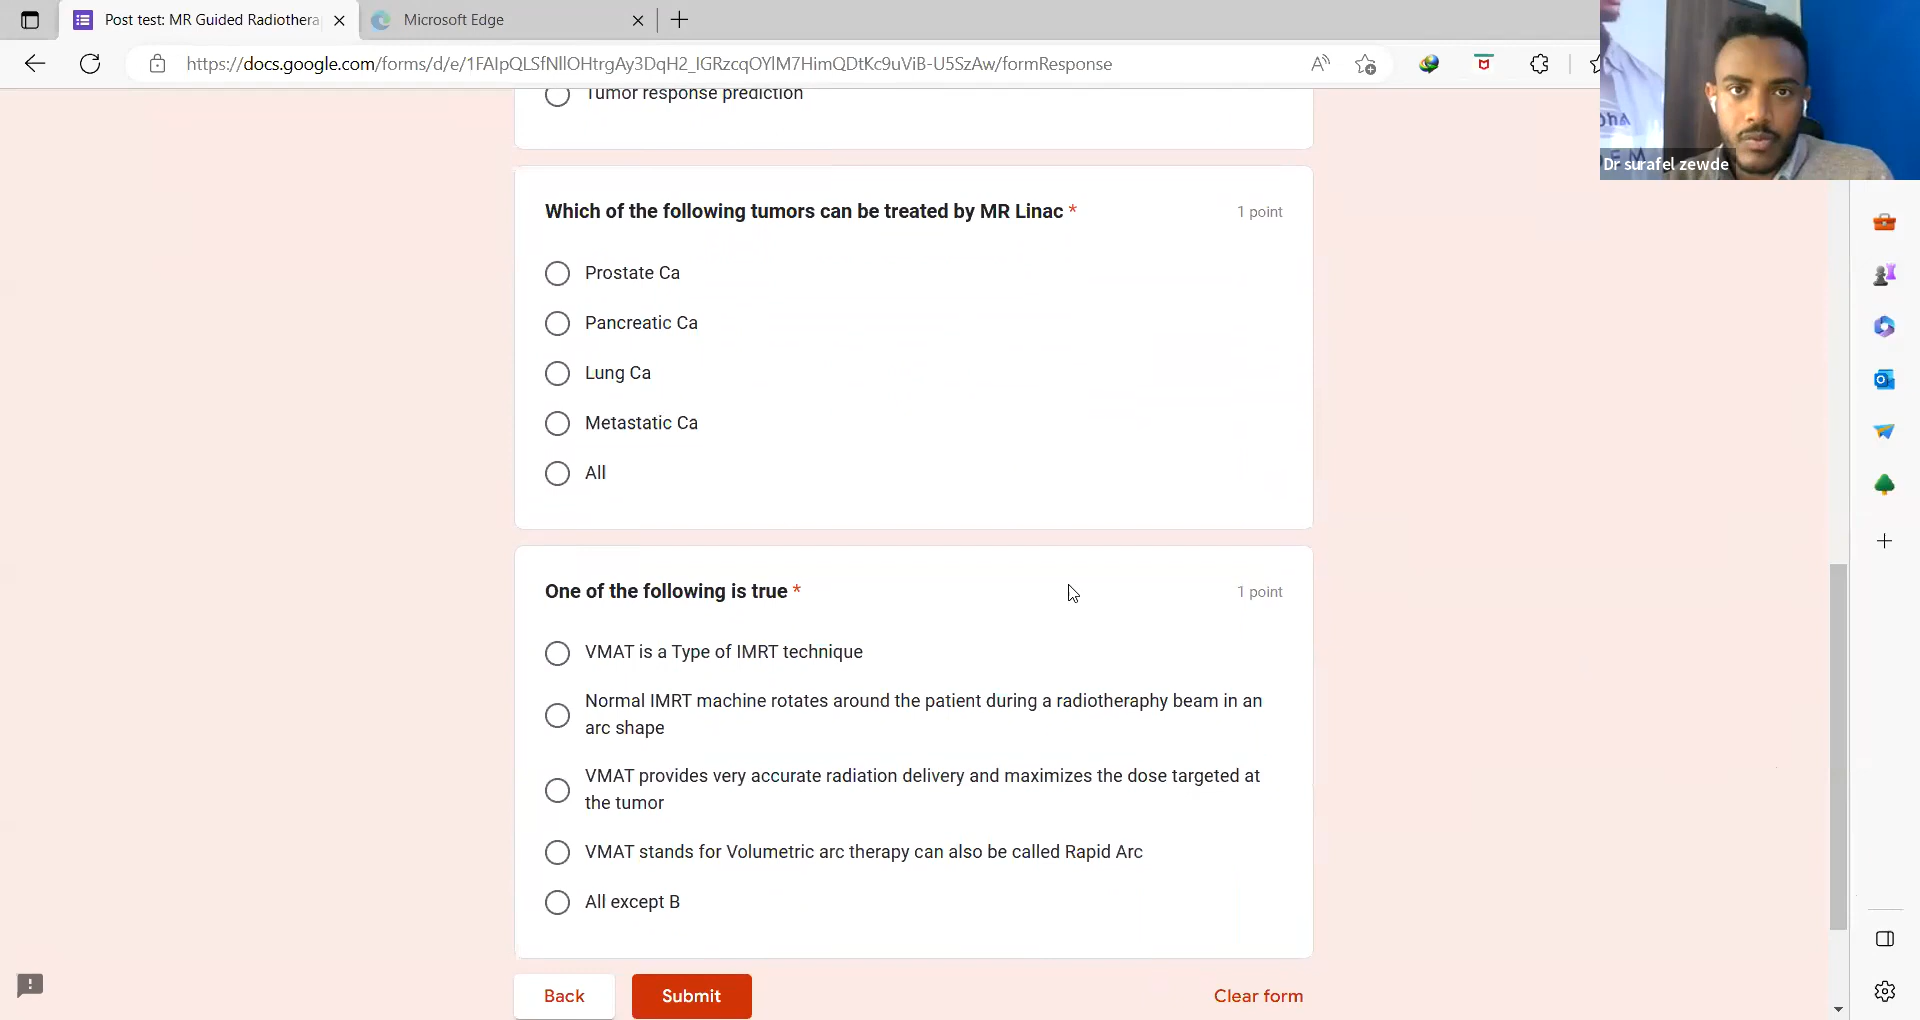 Post test: MR Guided Radiothera
Microsoft Edge
https://docs.google.com/forms/d/e/1FAIpQLSfNllOHtrgAy3DqH2_IGRzcqOYlM7HimQDtKc9uViB-U5SzAw/formResponse
Dr surafel zewde
Tumor response prediction
Which of the following tumors can be treated by MR Linac *
1 point
Prostate Ca
Pancreatic Ca
Lung Ca
Metastatic Ca
All
One of the following is true *
1 point
VMAT is a Type of IMRT technique
Normal IMRT machine rotates around the patient during a radiotheraphy beam in an
arc shape
VMAT provides very accurate radiation delivery and maximizes the dose targeted at
the tumor
VMAT stands for Volumetric arc therapy can also be called Rapid Arc
All except B
Back
Submit
Clear form